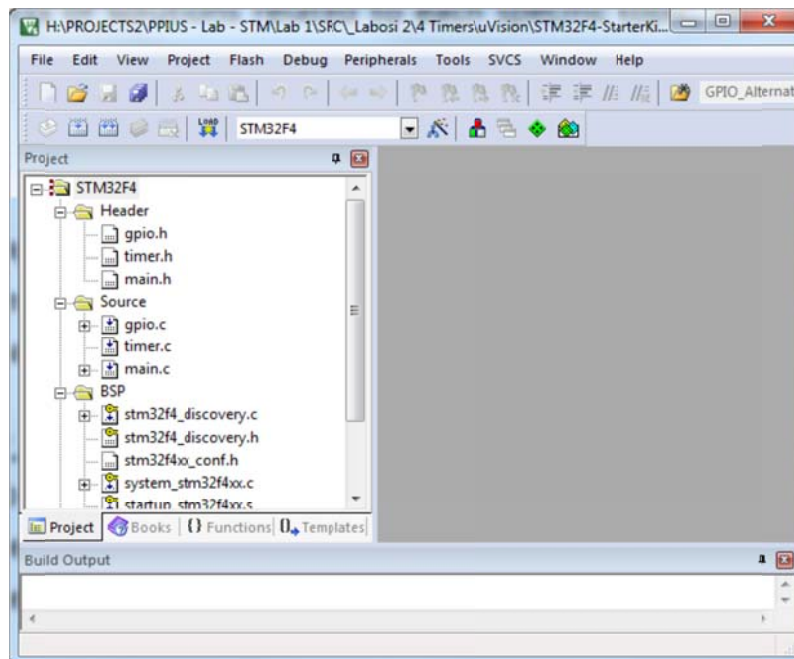 H:\PROJECTS2\PPIUS - Lab - STM\Lab 1\SRC\_Labosi 2\4 Timers\uVision\STM32F4-StarterKi...
File Edit View Project Flash Debug Peripherals Tools SVCS Window Help
GPIO_Alternat
LOAD STM32F4
Project
STM32F4
Header
gpio.h
timer.h
main.h
Source
gpio.c
timer.c
main.c
BSP
stm32f4_discovery.c
stm32f4_discovery.h
stm32f4xx_conf.h
system_stm32f4xx.c
startup_stm32f4xx.s
Project Books {} Functions 0 Templates
Build Output